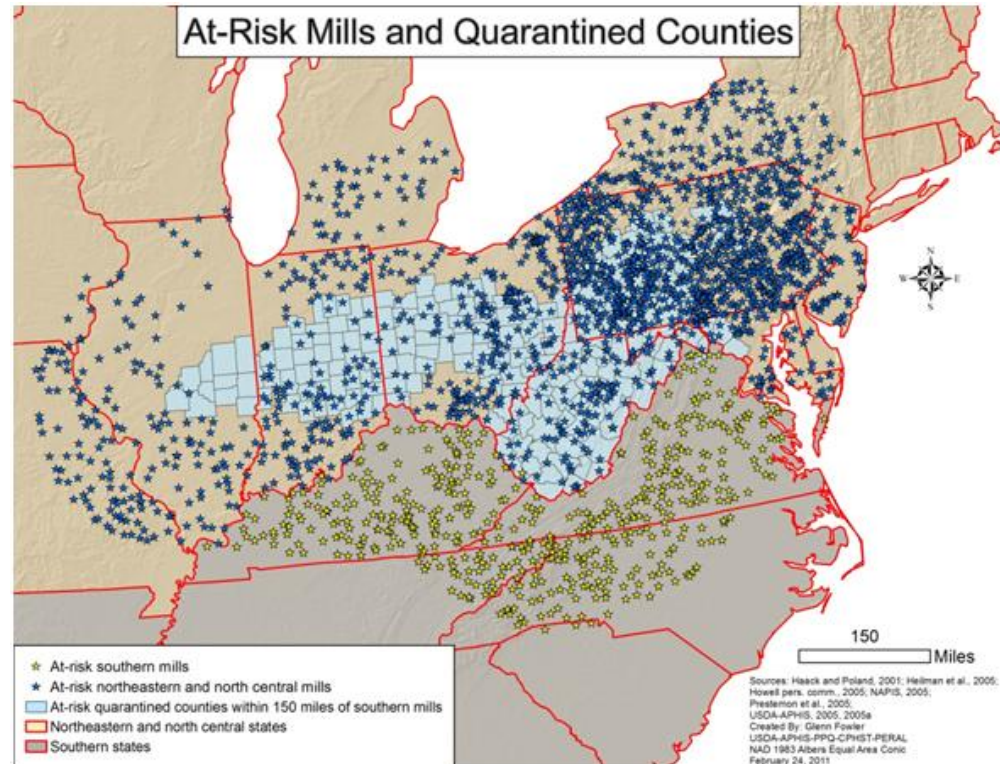 At-Risk Mills and Quarantined Counties
N
W E
S
150
Miles
At-risk southern mills
At-risk northeastern and north central mills
At-risk quarantined counties within 150 miles of southern mills
Northeastern and north central states
Southern states
Sources: Haack and Poland, 2001; Heilman et al., 2005;
Howell pers. comm., 2005; NAPIS, 2005;
Prestemon et al., 2005;
USDA-APHIS, 2005, 2005a
Created By: Glenn Fowler
USDA-APHIS-PPQ-CPHST-PERAL
NAD 1983 Albers Equal Area Conic
February 24, 2011